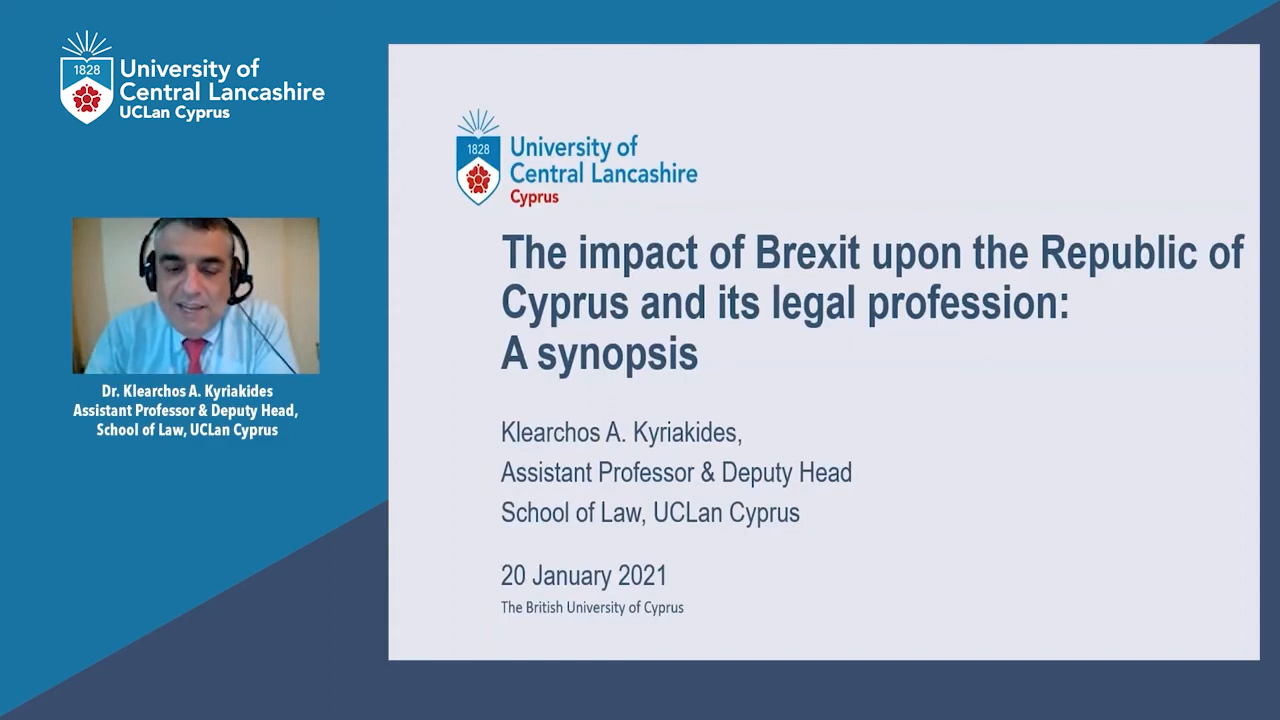 1828
University of
Central Lancashire
UCLan Cyprus
Dr. Klearchos A. Kyriakides
Assistant Professor & Deputy Head,
School of Law, UCLan Cyprus
1828
University of
Central Lancashire
Cyprus
The impact of Brexit upon the Republic of
Cyprus and its legal profession:
A synopsis
Klearchos A. Kyriakides,
Assistant Professor & Deputy Head
School of Law, UCLan Cyprus
20 January 2021
The British University of Cyprus